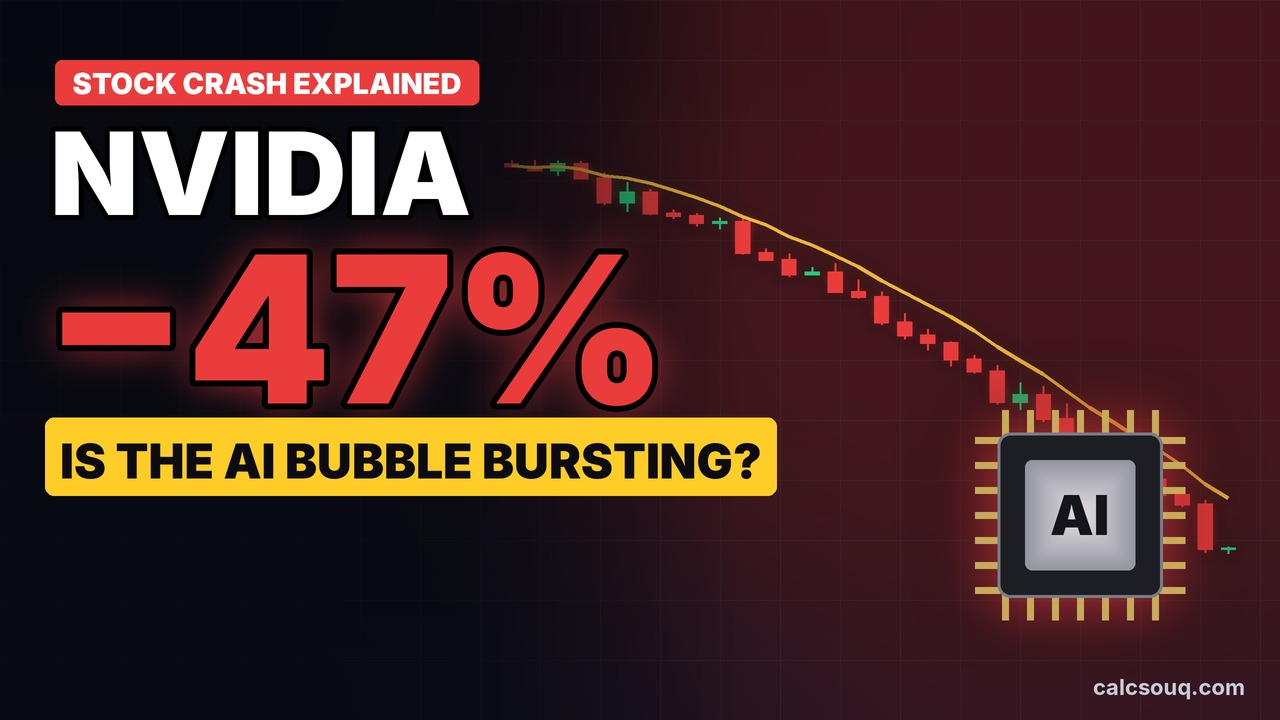 STOCK CRASH EXPLAINED
NVIDIA
−47%
IS THE AI BUBBLE BURSTING?
AI
calcsouq.com